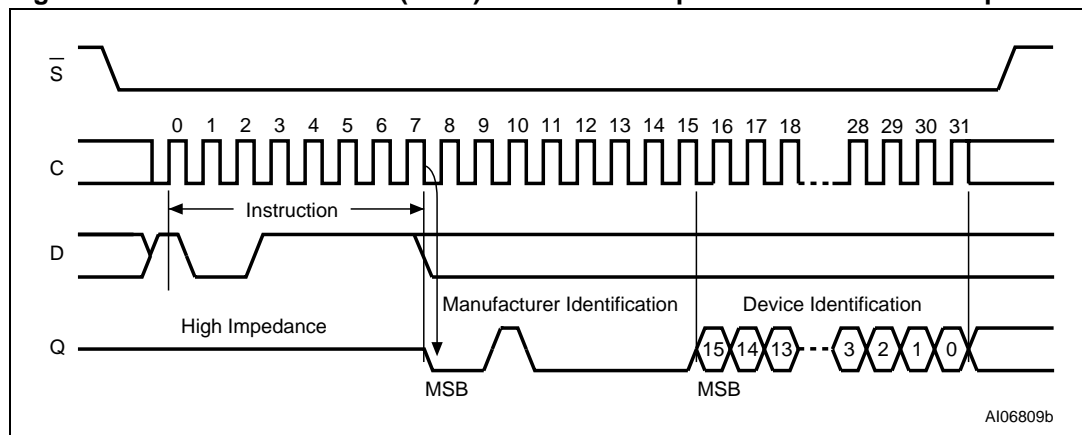 S
0 1 2 3 4 5 6 7 8 9 10 11 12 13 14 15 16 17 18 28 29 30 31
C
Instruction
D
Manufacturer Identification Device Identification
High Impedance
Q
15 14 13 3 2 1 0
MSB MSB
AI06809b